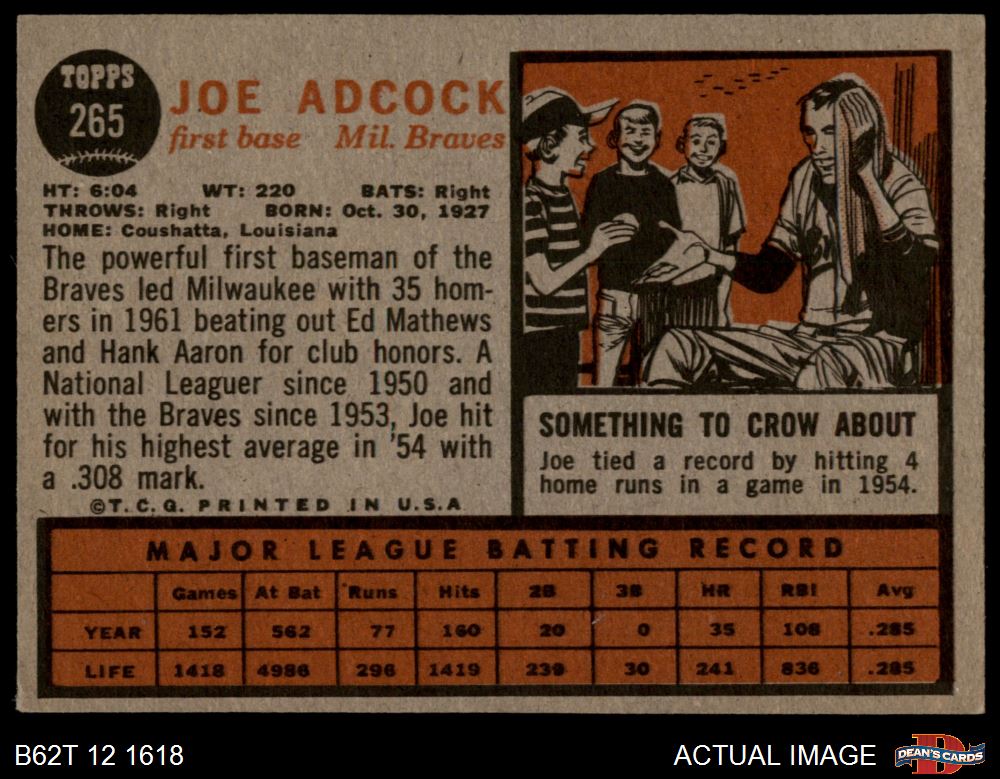 TOPPS
265
JOE ADCOCK
first base Mil. Braves
HT: 6:04 WT: 220 BATS: Right
THROWS: Right BORN: Oct. 30, 1927
HOME: Coushatta, Louisiana
The powerful first baseman of the
Braves led Milwaukee with 35 hom-
ers in 1961 beating out Ed Mathews
and Hank Aaron for club honors. A
National Leaguer since 1950 and
with the Braves since 1953, Joe hit
for his highest average in '54 with
a .308 mark.
©T.C.G. PRINTED IN U.S.A
SOMETHING TO CROW ABOUT
Joe tied a record by hitting 4
home runs in a game in 1954.
MAJOR LEAGUE BATTING RECORD
Games At Bat Runs Hits 2B 3B HR RBI Avg
YEAR 152 562 77 160 20 0 35 108 .285
LIFE 1418 4986 296 1419 239 30 241 836 .285
B62T 12 1618
ACTUAL IMAGE
DEAN'S CARDS